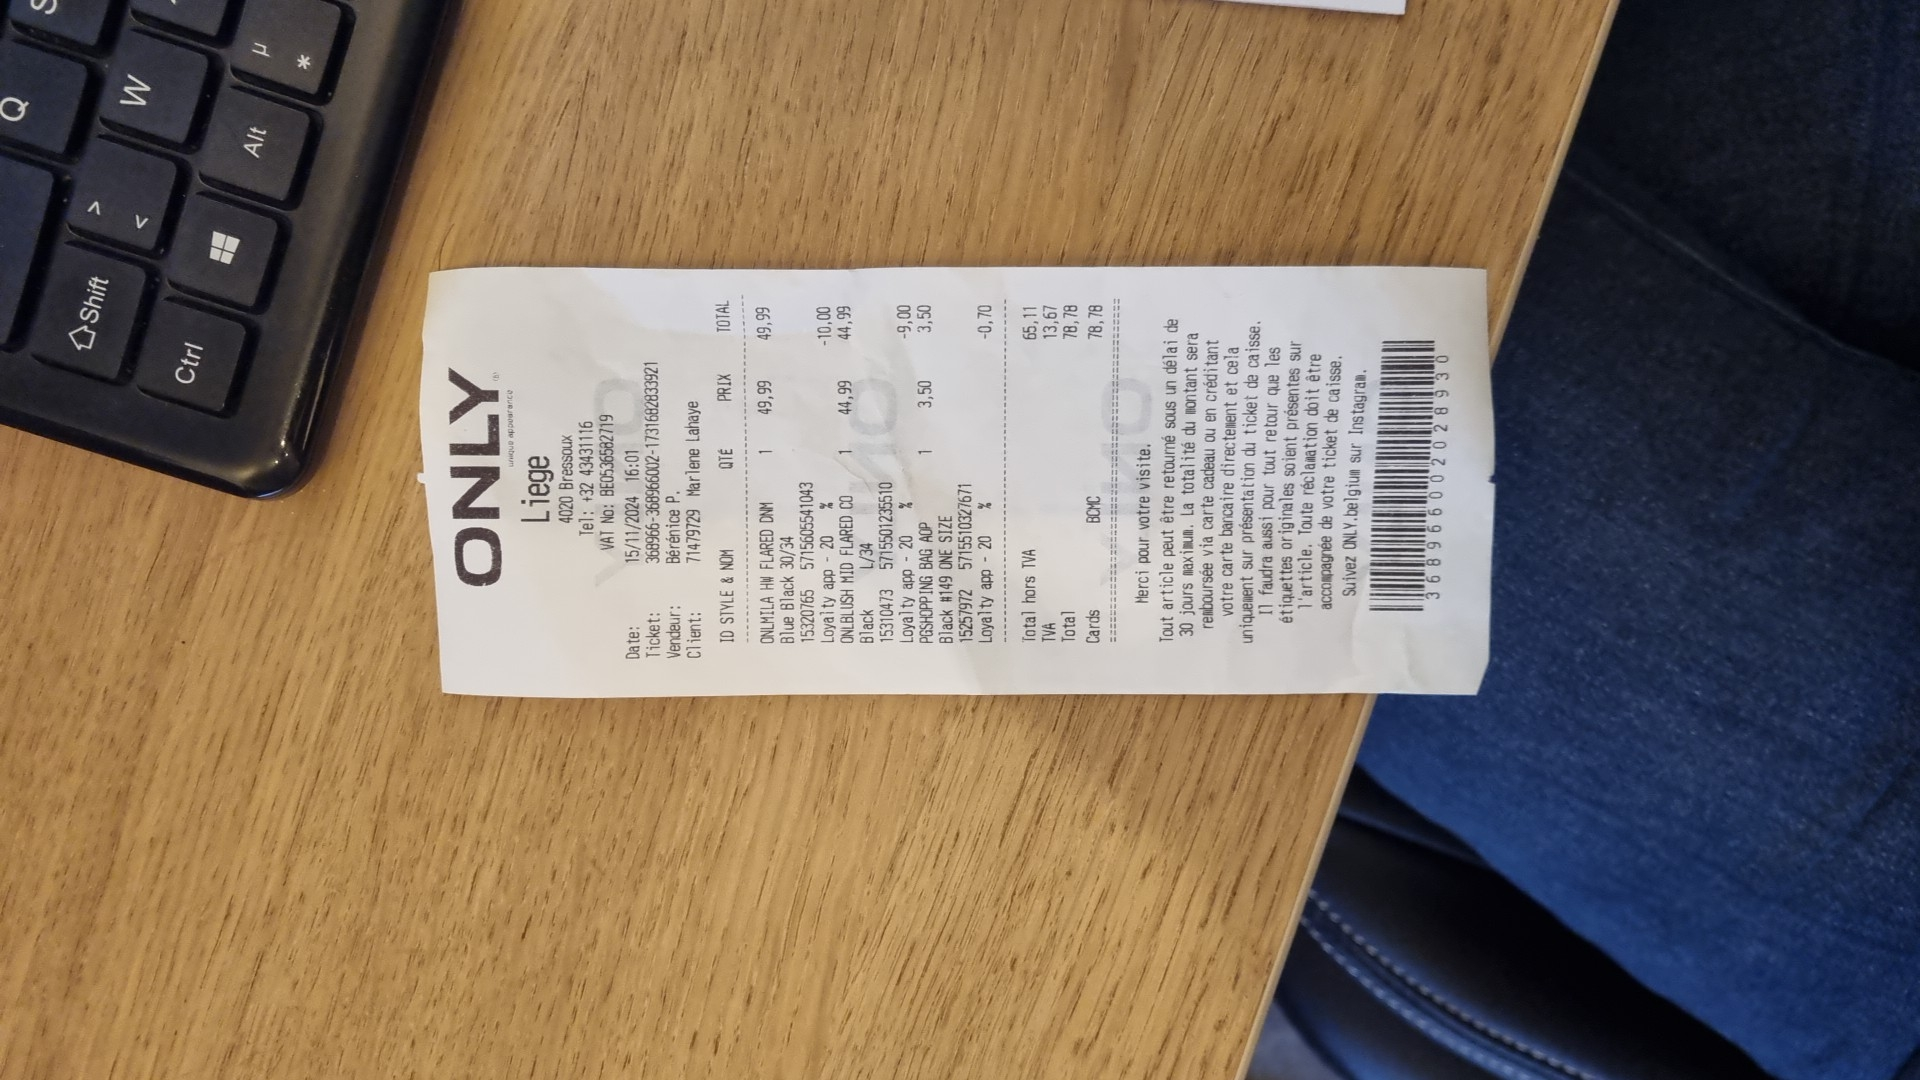 ONLY
unique appearance
Liege
4020 Bressoux
Tel: +32 43431116
VAT No: BE0536582719
Date: 15/11/2024 16:01
Ticket: 368966-368966002-1731682833921
Vendeur: Bérénice P.
Client: 71479729 Marlene Lahaye
ID STYLE & NOM QTÉ PRIX TOTAL
ONLMILA HW FLARED DNM 1 49,99 49,99
Blue Black 30/34
15320765 5715605541043
Loyalty app - 20 % -10,00
ONLBLUSH MID FLARED CO 1 44,99 44,99
Black L/34
15310473 5715501235510
Loyalty app - 20 % -9,00
PGSHOPPING BAG AOP 1 3,50 3,50
Black #149 ONE SIZE
15257972 5715510327671
Loyalty app - 20 % -0,70
Total hors TVA 65,11
TVA 13,67
Total 78,78
Cards BCMC 78,78
Merci pour votre visite.
Tout article peut être retourné sous un délai de
30 jours maximum. La totalité du montant sera
remboursée via carte cadeau ou en créditant
votre carte bancaire directement et cela
uniquement sur présentation du ticket de caisse.
Il faudra aussi pour tout retour que les
étiquettes originales soient présentes sur
l'article. Toute réclamation doit être
accompagnée de votre ticket de caisse.
Suivez ONLY.belgium sur Instagram.
368966002028930
Q
W
µ
*
Alt
>
<
Shift
Ctrl